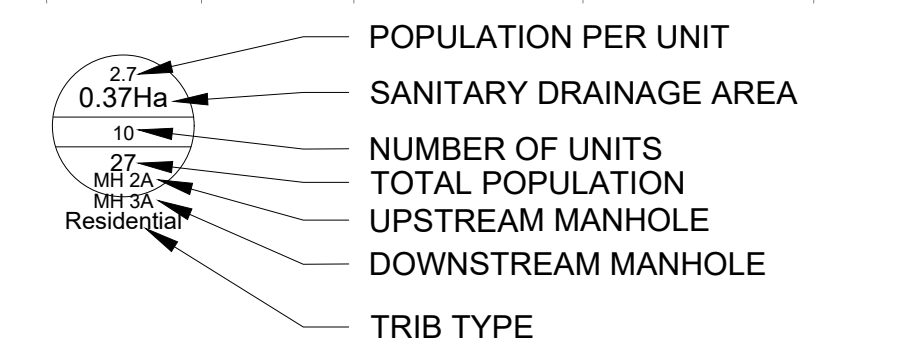 2.7
0.37Ha
10
27
MH 2A
MH 3A
Residential
POPULATION PER UNIT
SANITARY DRAINAGE AREA
NUMBER OF UNITS
TOTAL POPULATION
UPSTREAM MANHOLE
DOWNSTREAM MANHOLE
TRIB TYPE